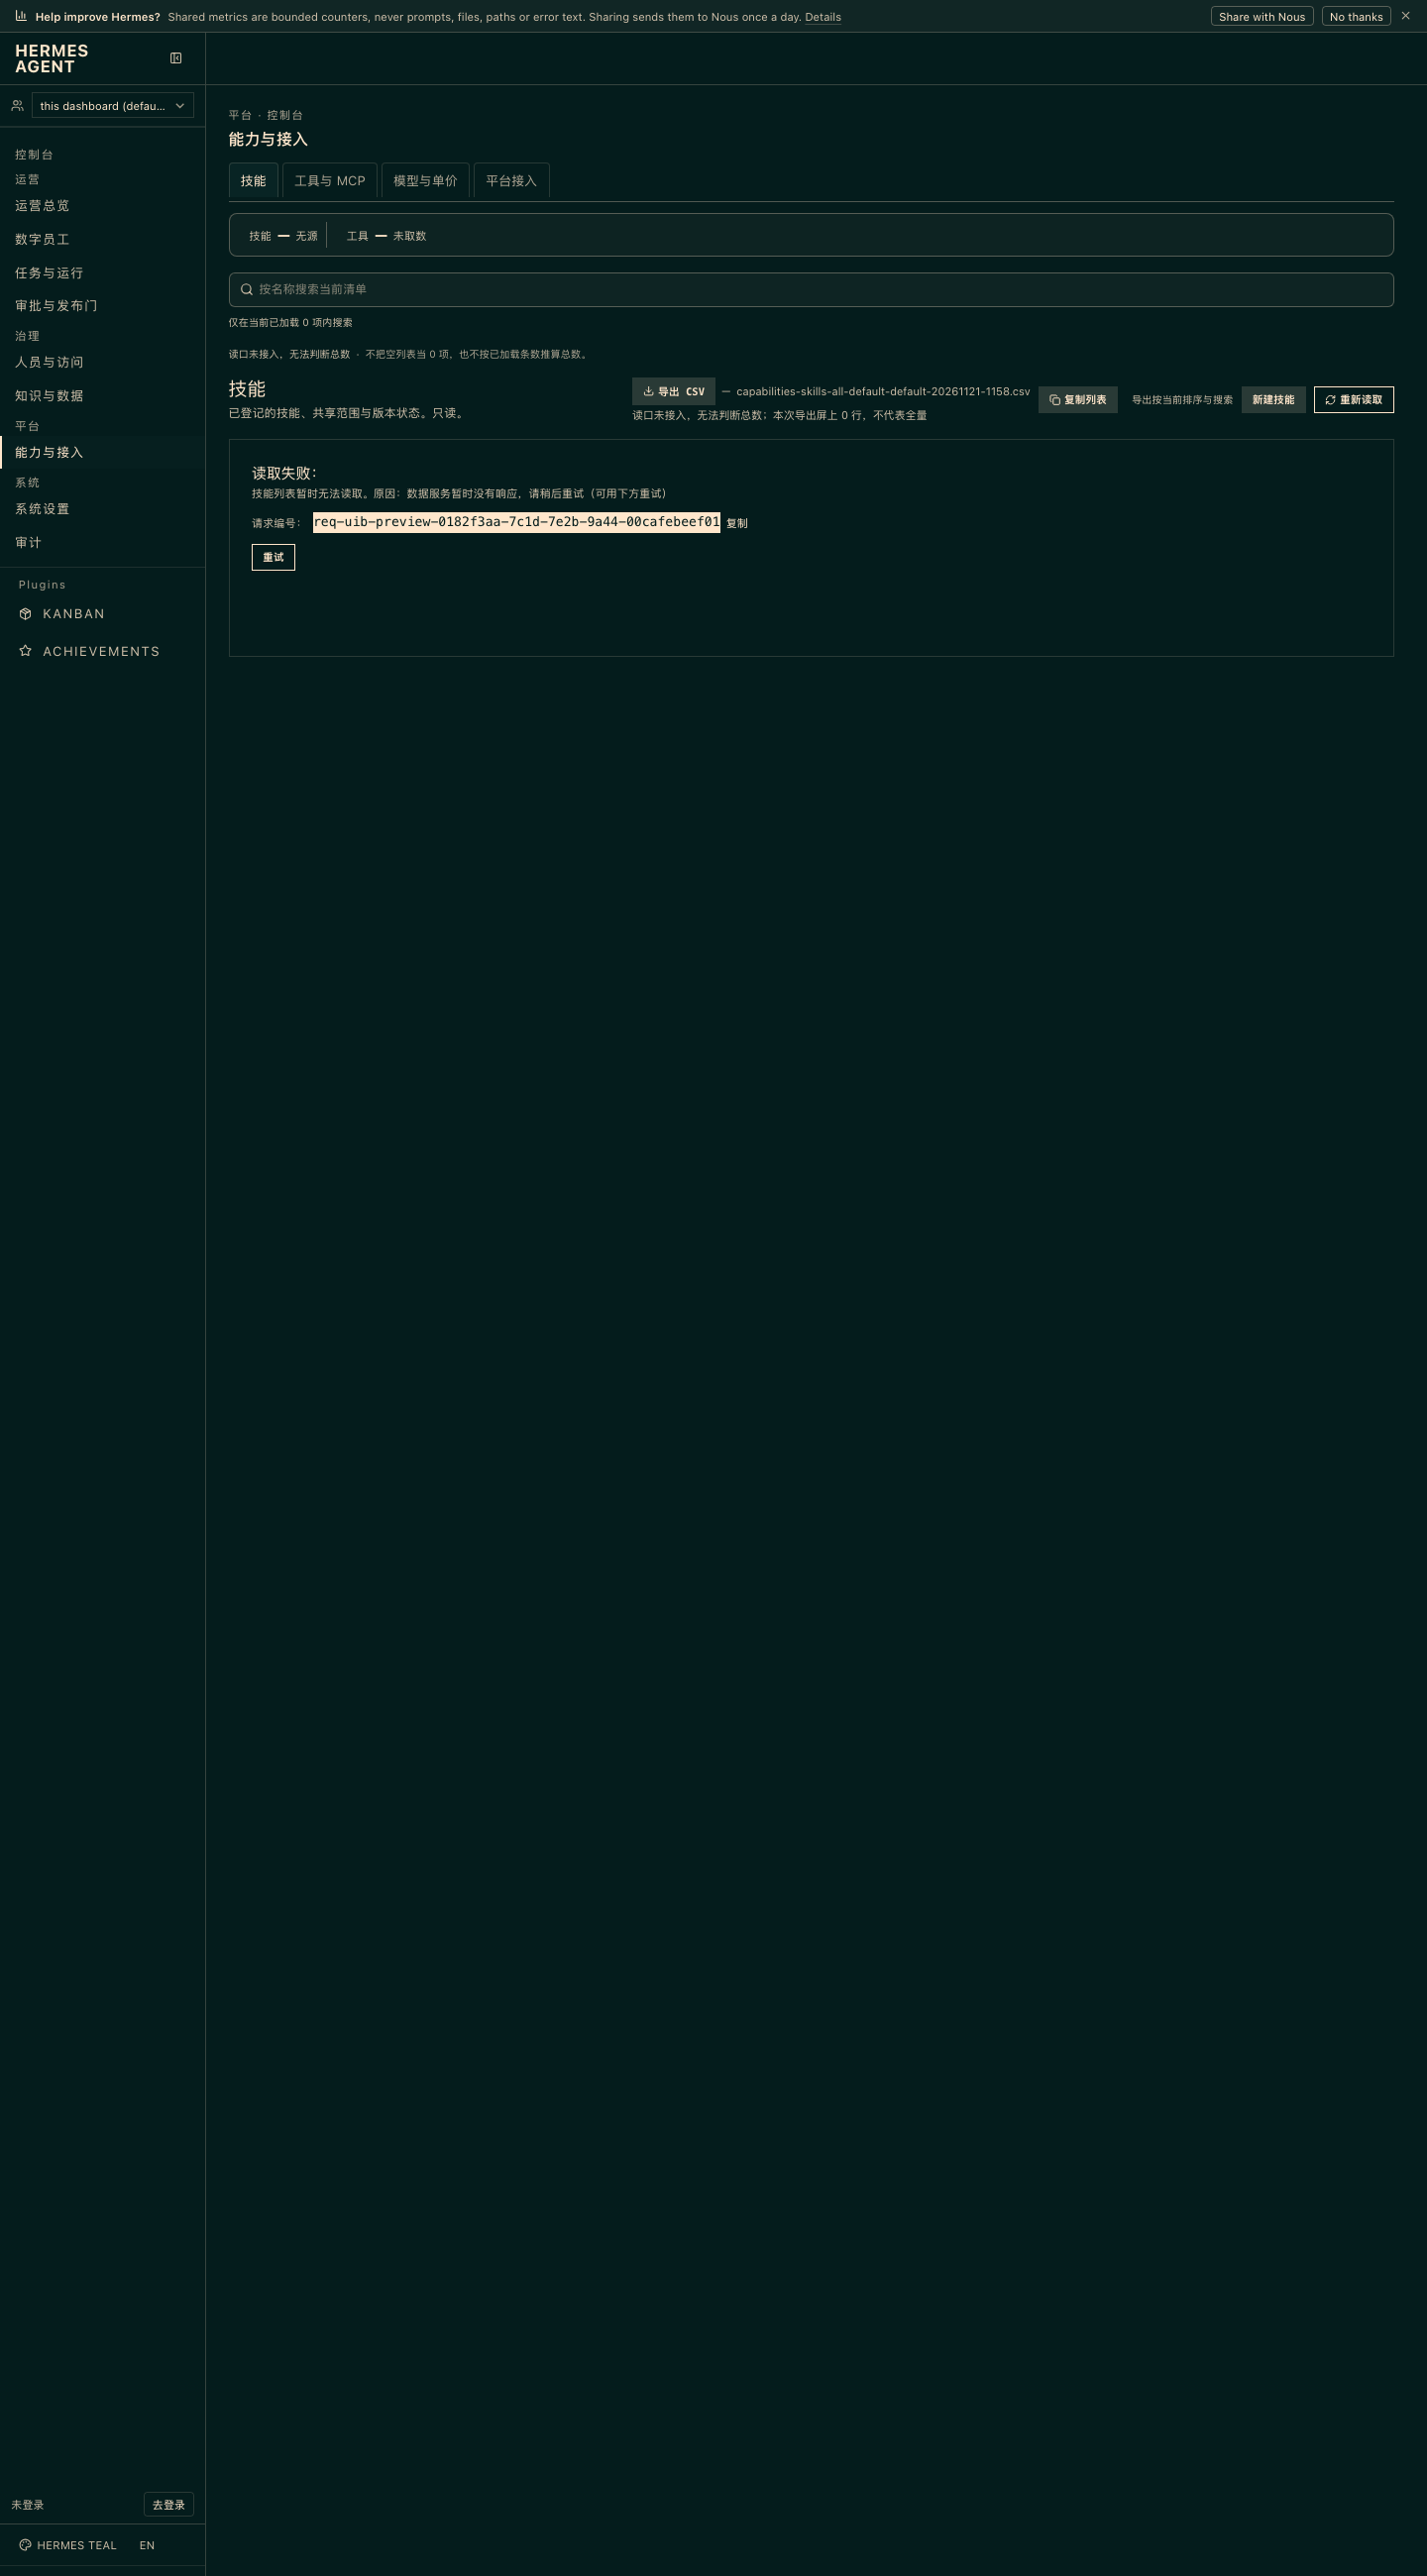 Help improve Hermes? Shared metrics are bounded counters, never prompts, files, paths or error text. Sharing sends them to Nous once a day. Details
Share with Nous
No thanks
HERMES
AGENT
this dashboard (defau...
控制台
运营
运营总览
数字员工
任务与运行
审批与发布门
治理
人员与访问
知识与数据
平台
能力与接入
系统
系统设置
审计
Plugins
KANBAN
ACHIEVEMENTS
未登录
去登录
HERMES TEAL
EN
平台 · 控制台
能力与接入
技能
工具与 MCP
模型与单价
平台接入
技能 — 无源
工具 — 未取数
按名称搜索当前清单
仅在当前已加载 0 项内搜索
读口未接入，无法判断总数 · 不把空列表当 0 项，也不按已加载条数推算总数。
技能
已登记的技能、共享范围与版本状态。只读。
导出 CSV
— capabilities-skills-all-default-default-20261121-1158.csv
读口未接入，无法判断总数；本次导出屏上 0 行，不代表全量
复制列表
导出按当前排序与搜索
新建技能
重新读取
读取失败：
技能列表暂时无法读取。原因：数据服务暂时没有响应，请稍后重试（可用下方重试）
请求编号： req-uib-preview-0182f3aa-7c1d-7e2b-9a44-00cafebeef01 复制
重试